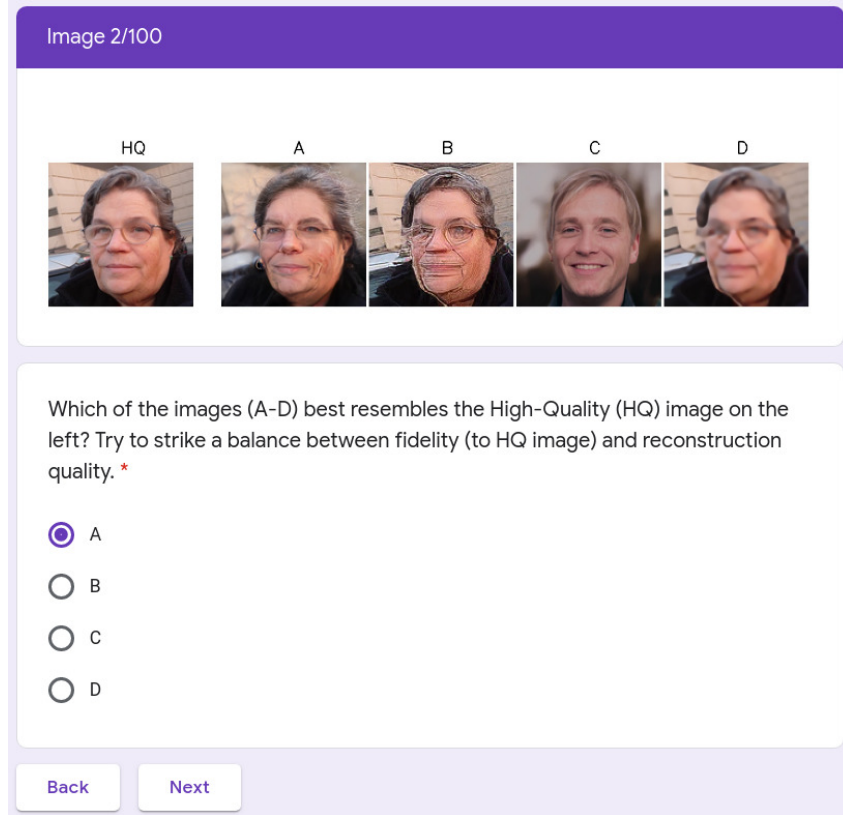 Image 2/100
HQ A B C D
Which of the images (A-D) best resembles the High-Quality (HQ) image on the
left? Try to strike a balance between fidelity (to HQ image) and reconstruction
quality. *
A
B
C
D
Back Next